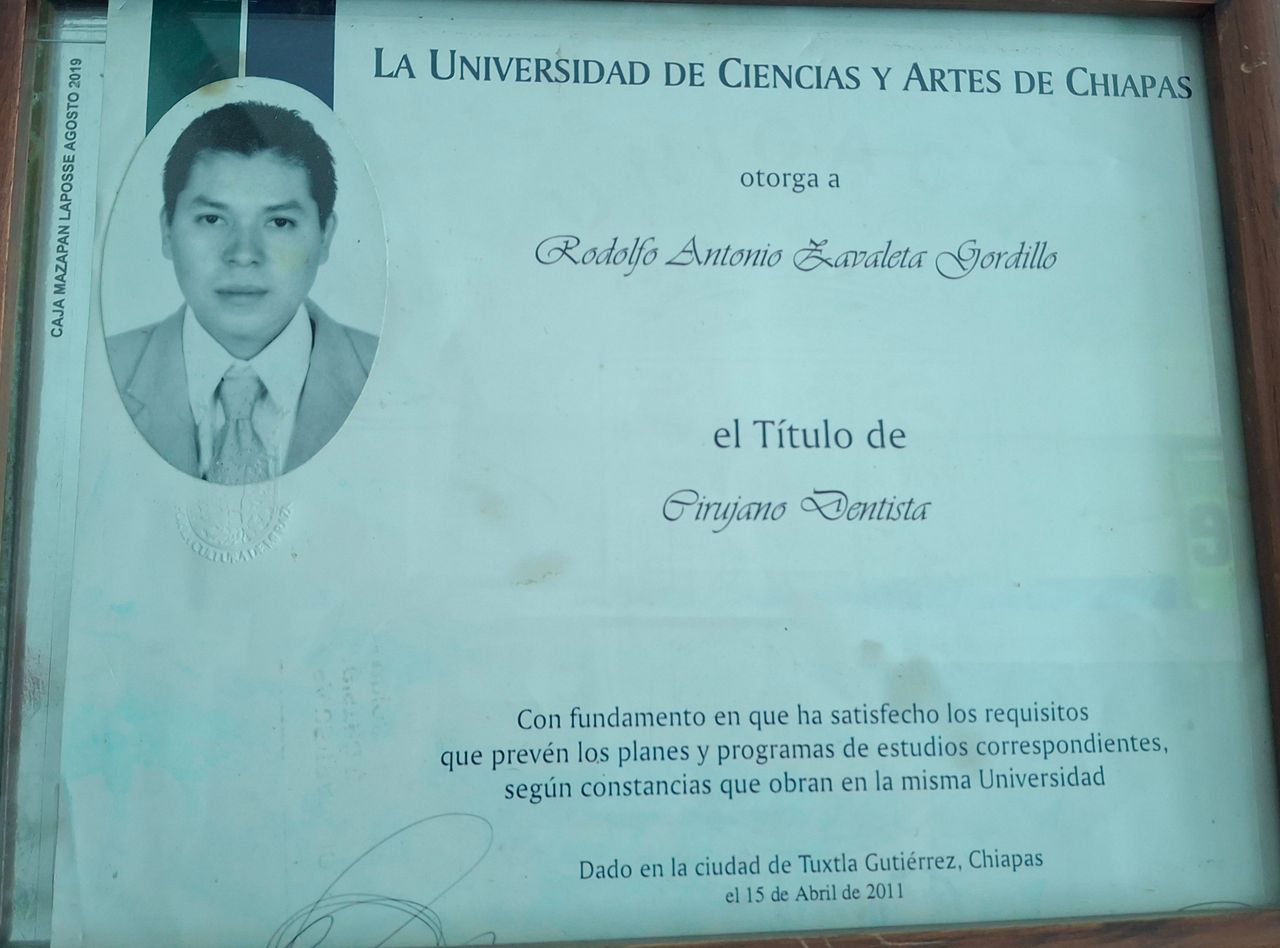 CAJA MAZAPAN LAPOSSE AGOSTO 2019
LA UNIVERSIDAD DE CIENCIAS Y ARTES DE CHIAPAS
otorga a
Rodolfo Antonio Zavaleta Gordillo
el Título de
Cirujano Dentista
Con fundamento en que ha satisfecho los requisitos
que prevén los planes y programas de estudios correspondientes,
según constancias que obran en la misma Universidad
Dado en la ciudad de Tuxtla Gutiérrez, Chiapas
el 15 de Abril de 2011